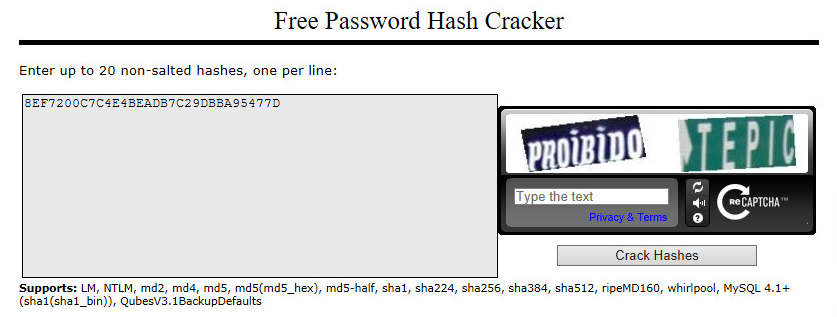 Free Password Hash Cracker
Enter up to 20 non-salted hashes, one per line:
8EF7200C7C4E4BEADB7C29DBBA95477D
PROiBiDO TEPIC
Type the text
Privacy & Terms
reCAPTCHA™
Crack Hashes
Supports: LM, NTLM, md2, md4, md5, md5(md5_hex), md5-half, sha1, sha224, sha256, sha384, sha512, ripeMD160, whirlpool, MySQL 4.1+
(sha1(sha1_bin)), QubesV3.1BackupDefaults